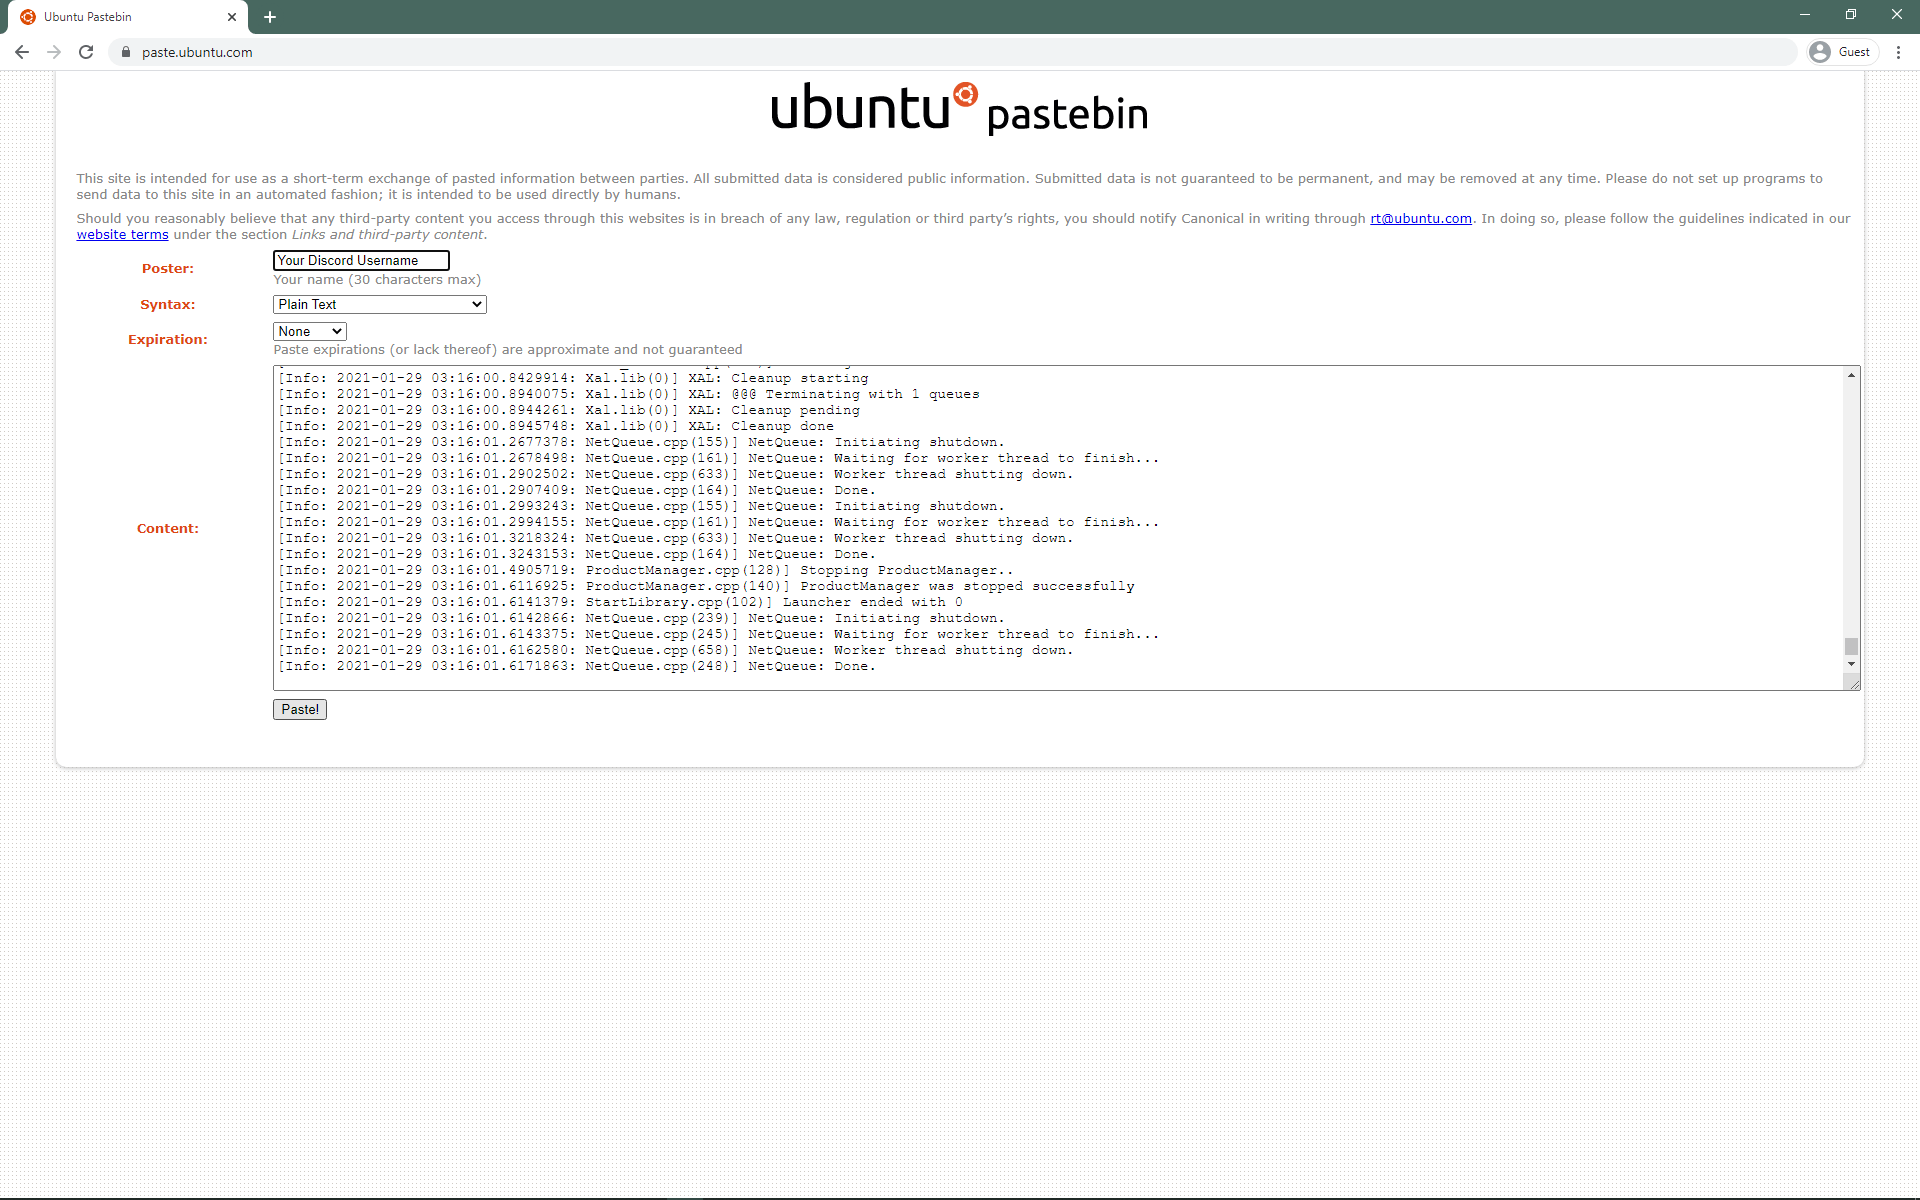 Ubuntu Pastebin
paste.ubuntu.com
Guest
ubuntu pastebin
This site is intended for use as a short-term exchange of pasted information between parties. All submitted data is considered public information. Submitted data is not guaranteed to be permanent, and may be removed at any time. Please do not set up programs to
send data to this site in an automated fashion; it is intended to be used directly by humans.
Should you reasonably believe that any third-party content you access through this websites is in breach of any law, regulation or third party’s rights, you should notify Canonical in writing through rt@ubuntu.com. In doing so, please follow the guidelines indicated in our
website terms under the section Links and third-party content.
Poster: Your Discord Username
Your name (30 characters max)
Syntax: Plain Text
Expiration: None
Paste expirations (or lack thereof) are approximate and not guaranteed
Content:
[Info: 2021-01-29 03:16:00.8429914: Xal.lib(0)] XAL: Cleanup starting
[Info: 2021-01-29 03:16:00.8940075: Xal.lib(0)] XAL: @@@ Terminating with 1 queues
[Info: 2021-01-29 03:16:00.8944261: Xal.lib(0)] XAL: Cleanup pending
[Info: 2021-01-29 03:16:00.8945748: Xal.lib(0)] XAL: Cleanup done
[Info: 2021-01-29 03:16:01.2677378: NetQueue.cpp(155)] NetQueue: Initiating shutdown.
[Info: 2021-01-29 03:16:01.2678498: NetQueue.cpp(161)] NetQueue: Waiting for worker thread to finish...
[Info: 2021-01-29 03:16:01.2902502: NetQueue.cpp(633)] NetQueue: Worker thread shutting down.
[Info: 2021-01-29 03:16:01.2907409: NetQueue.cpp(164)] NetQueue: Done.
[Info: 2021-01-29 03:16:01.2993243: NetQueue.cpp(155)] NetQueue: Initiating shutdown.
[Info: 2021-01-29 03:16:01.2994155: NetQueue.cpp(161)] NetQueue: Waiting for worker thread to finish...
[Info: 2021-01-29 03:16:01.3218324: NetQueue.cpp(633)] NetQueue: Worker thread shutting down.
[Info: 2021-01-29 03:16:01.3243153: NetQueue.cpp(164)] NetQueue: Done.
[Info: 2021-01-29 03:16:01.4905719: ProductManager.cpp(128)] Stopping ProductManager..
[Info: 2021-01-29 03:16:01.6116925: ProductManager.cpp(140)] ProductManager was stopped successfully
[Info: 2021-01-29 03:16:01.6141379: StartLibrary.cpp(102)] Launcher ended with 0
[Info: 2021-01-29 03:16:01.6142866: NetQueue.cpp(239)] NetQueue: Initiating shutdown.
[Info: 2021-01-29 03:16:01.6143375: NetQueue.cpp(245)] NetQueue: Waiting for worker thread to finish...
[Info: 2021-01-29 03:16:01.6162580: NetQueue.cpp(658)] NetQueue: Worker thread shutting down.
[Info: 2021-01-29 03:16:01.6171863: NetQueue.cpp(248)] NetQueue: Done.
Paste!